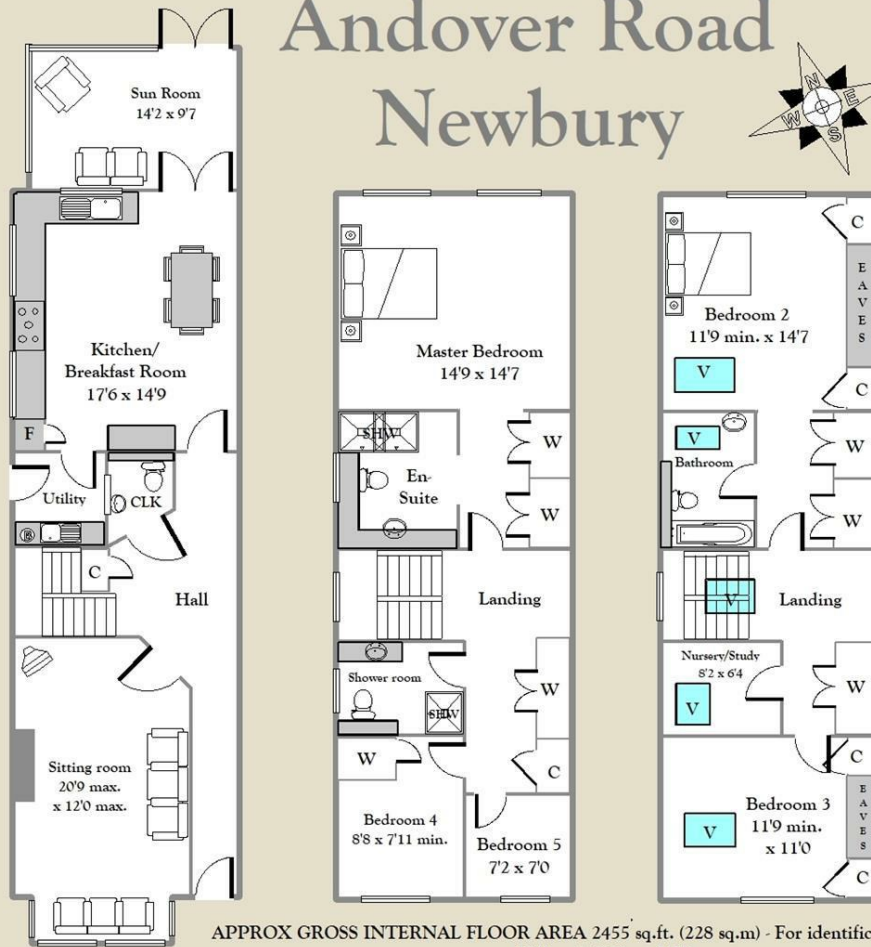 Andover Road
Newbury
N
E
S
W
Sun Room
14'2 x 9'7
Kitchen/
Breakfast Room
17'6 x 14'9
F
Utility
CLK
C
Hall
Sitting room
20'9 max.
x 12'0 max.
Master Bedroom
14'9 x 14'7
SHW
En-
Suite
W
W
Landing
Shower room
SHW
W
W
C
Bedroom 4
8'8 x 7'11 min.
Bedroom 5
7'2 x 7'0
C
EAVES
Bedroom 2
11'9 min. x 14'7
V
C
V
Bathroom
W
W
V
Landing
Nursery/Study
8'2 x 6'4
V
W
C
EAVES
Bedroom 3
11'9 min.
x 11'0
V
C
APPROX GROSS INTERNAL FLOOR AREA 2455 sq.ft. (228 sq.m) - For identific